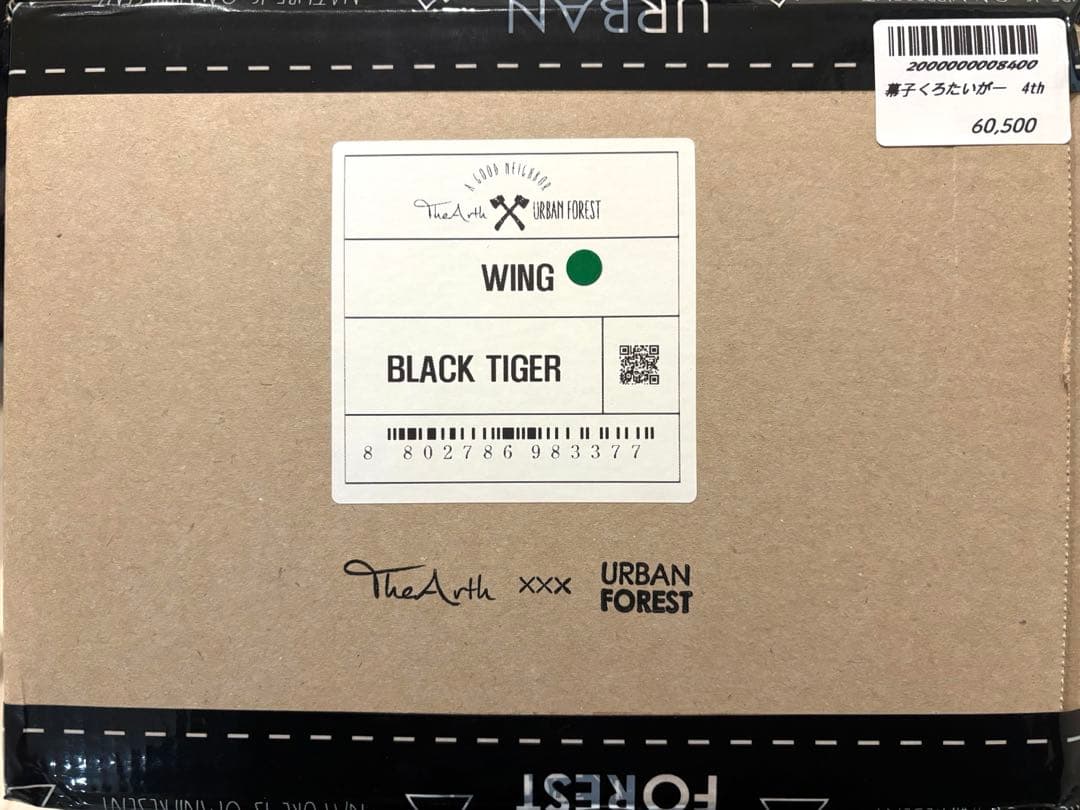 URBAN
2000000008400
幕子くろたいがー 4th
60,500
A GOOD NEIGHBOR
TheArth URBAN FOREST
WING
BLACK TIGER
8 802786 983377
TheArth xxx URBAN FOREST
FOREST